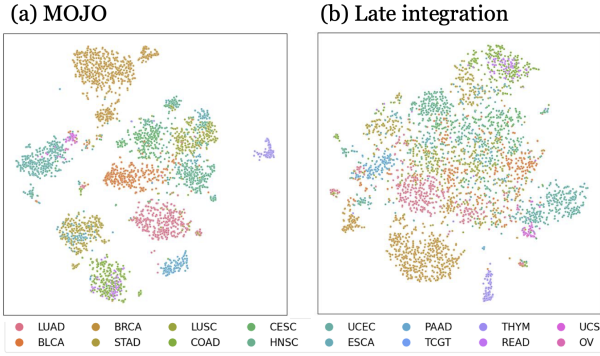 (a) MOJO (b) Late integration
LUAD BRCA LUSC CESC UCEC PAAD THYM UCS
BLCA STAD COAD HNSC ESCA TCGT READ OV